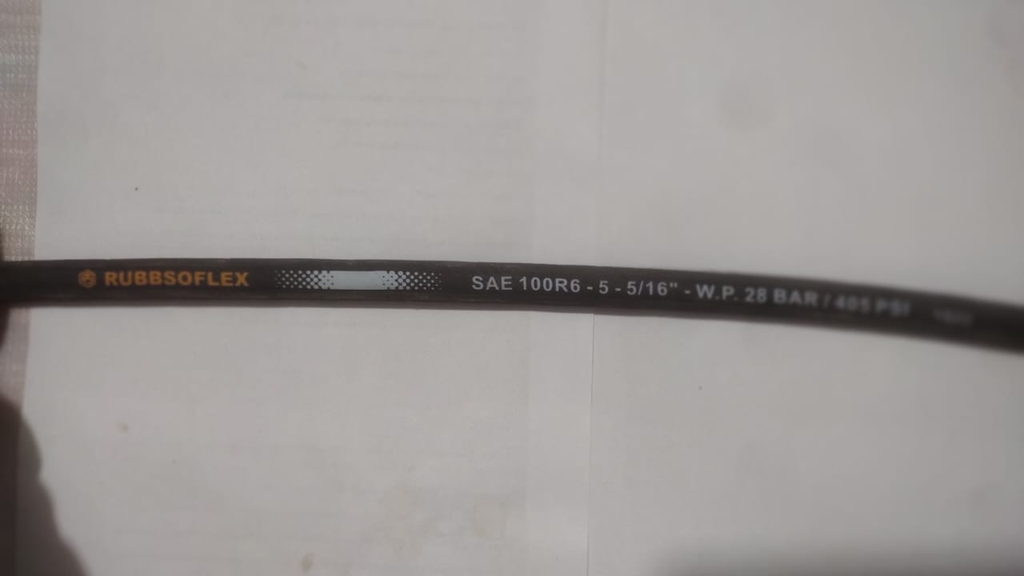 RUBBSOFLEX SAE 100R6 - 5 - 5/16" - W.P. 28 BAR / 405 PSI